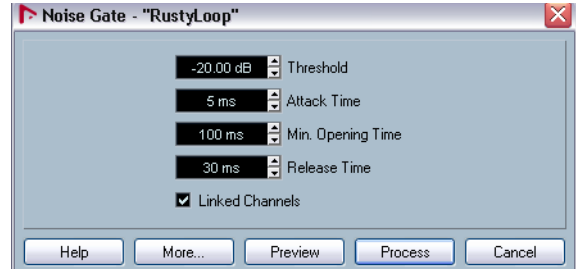 Noise Gate - "RustyLoop"
-20.00 dB Threshold
5 ms Attack Time
100 ms Min. Opening Time
30 ms Release Time
Linked Channels
Help More... Preview Process Cancel